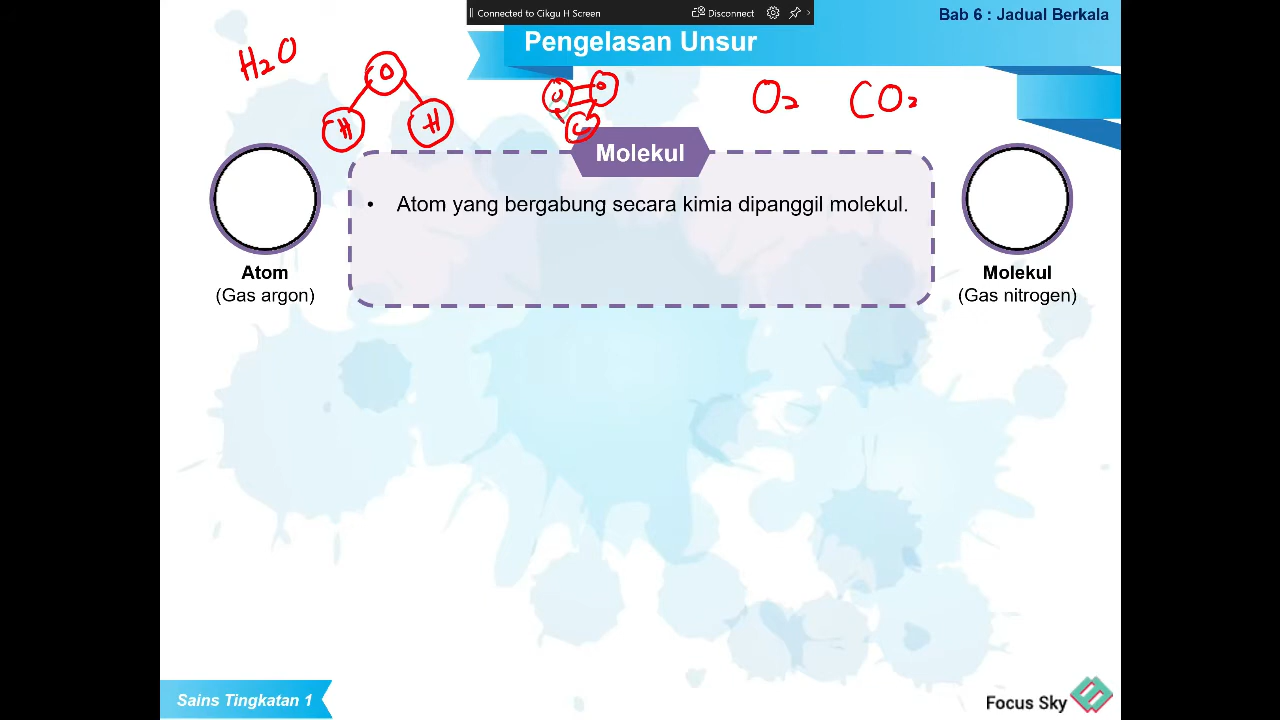 Connected to Cikgu H Screen Disconnect
Bab 6 : Jadual Berkala
Pengelasan Unsur
H₂O
O
H H
O O
C
O₂ CO₂
Molekul
• Atom yang bergabung secara kimia dipanggil molekul.
Atom
(Gas argon)
Molekul
(Gas nitrogen)
Sains Tingkatan 1
Focus Sky